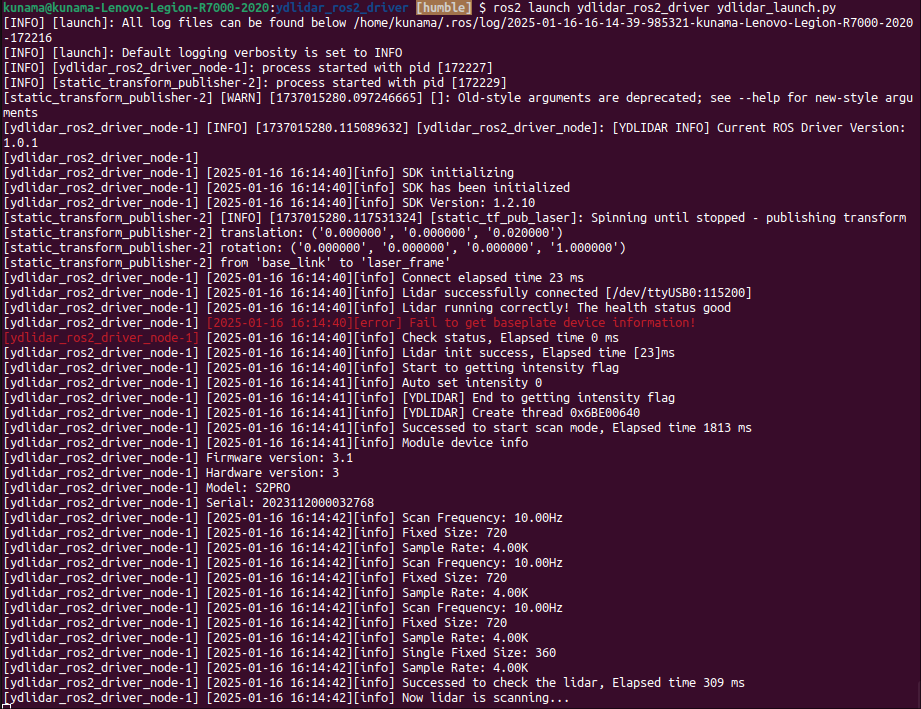 kunama@kunama-Lenovo-Legion-R7000-2020:ydlidar_ros2_driver [humble] $ ros2 launch ydlidar_ros2_driver ydlidar_launch.py
[INFO] [launch]: All log files can be found below /home/kunama/.ros/log/2025-01-16-16-14-39-985321-kunama-Lenovo-Legion-R7000-2020
-172216
[INFO] [launch]: Default logging verbosity is set to INFO
[INFO] [ydlidar_ros2_driver_node-1]: process started with pid [172227]
[INFO] [static_transform_publisher-2]: process started with pid [172229]
[static_transform_publisher-2] [WARN] [1737015280.097246665] []: Old-style arguments are deprecated; see --help for new-style argu
ments
[ydlidar_ros2_driver_node-1] [INFO] [1737015280.115089632] [ydlidar_ros2_driver_node]: [YDLIDAR INFO] Current ROS Driver Version:
1.0.1
[ydlidar_ros2_driver_node-1]
[ydlidar_ros2_driver_node-1] [2025-01-16 16:14:40][info] SDK initializing
[ydlidar_ros2_driver_node-1] [2025-01-16 16:14:40][info] SDK has been initialized
[ydlidar_ros2_driver_node-1] [2025-01-16 16:14:40][info] SDK Version: 1.2.10
[static_transform_publisher-2] [INFO] [1737015280.117531324] [static_tf_pub_laser]: Spinning until stopped - publishing transform
[static_transform_publisher-2] translation: ('0.000000', '0.000000', '0.020000')
[static_transform_publisher-2] rotation: ('0.000000', '0.000000', '0.000000', '1.000000')
[static_transform_publisher-2] from 'base_link' to 'laser_frame'
[ydlidar_ros2_driver_node-1] [2025-01-16 16:14:40][info] Connect elapsed time 23 ms
[ydlidar_ros2_driver_node-1] [2025-01-16 16:14:40][info] Lidar successfully connected [/dev/ttyUSB0:115200]
[ydlidar_ros2_driver_node-1] [2025-01-16 16:14:40][info] Lidar running correctly! The health status good
[ydlidar_ros2_driver_node-1] [2025-01-16 16:14:40][error] Fail to get baseplate device information!
[ydlidar_ros2_driver_node-1] [2025-01-16 16:14:40][info] Check status, Elapsed time 0 ms
[ydlidar_ros2_driver_node-1] [2025-01-16 16:14:40][info] Lidar init success, Elapsed time [23]ms
[ydlidar_ros2_driver_node-1] [2025-01-16 16:14:40][info] Start to getting intensity flag
[ydlidar_ros2_driver_node-1] [2025-01-16 16:14:41][info] Auto set intensity 0
[ydlidar_ros2_driver_node-1] [2025-01-16 16:14:41][info] [YDLIDAR] End to getting intensity flag
[ydlidar_ros2_driver_node-1] [2025-01-16 16:14:41][info] [YDLIDAR] Create thread 0x6BE00640
[ydlidar_ros2_driver_node-1] [2025-01-16 16:14:41][info] Successed to start scan mode, Elapsed time 1813 ms
[ydlidar_ros2_driver_node-1] [2025-01-16 16:14:41][info] Module device info
[ydlidar_ros2_driver_node-1] Firmware version: 3.1
[ydlidar_ros2_driver_node-1] Hardware version: 3
[ydlidar_ros2_driver_node-1] Model: S2PRO
[ydlidar_ros2_driver_node-1] Serial: 2023112000032768
[ydlidar_ros2_driver_node-1] [2025-01-16 16:14:42][info] Scan Frequency: 10.00Hz
[ydlidar_ros2_driver_node-1] [2025-01-16 16:14:42][info] Fixed Size: 720
[ydlidar_ros2_driver_node-1] [2025-01-16 16:14:42][info] Sample Rate: 4.00K
[ydlidar_ros2_driver_node-1] [2025-01-16 16:14:42][info] Scan Frequency: 10.00Hz
[ydlidar_ros2_driver_node-1] [2025-01-16 16:14:42][info] Fixed Size: 720
[ydlidar_ros2_driver_node-1] [2025-01-16 16:14:42][info] Sample Rate: 4.00K
[ydlidar_ros2_driver_node-1] [2025-01-16 16:14:42][info] Scan Frequency: 10.00Hz
[ydlidar_ros2_driver_node-1] [2025-01-16 16:14:42][info] Fixed Size: 720
[ydlidar_ros2_driver_node-1] [2025-01-16 16:14:42][info] Sample Rate: 4.00K
[ydlidar_ros2_driver_node-1] [2025-01-16 16:14:42][info] Single Fixed Size: 360
[ydlidar_ros2_driver_node-1] [2025-01-16 16:14:42][info] Sample Rate: 4.00K
[ydlidar_ros2_driver_node-1] [2025-01-16 16:14:42][info] Successed to check the lidar, Elapsed time 309 ms
[ydlidar_ros2_driver_node-1] [2025-01-16 16:14:42][info] Now lidar is scanning...